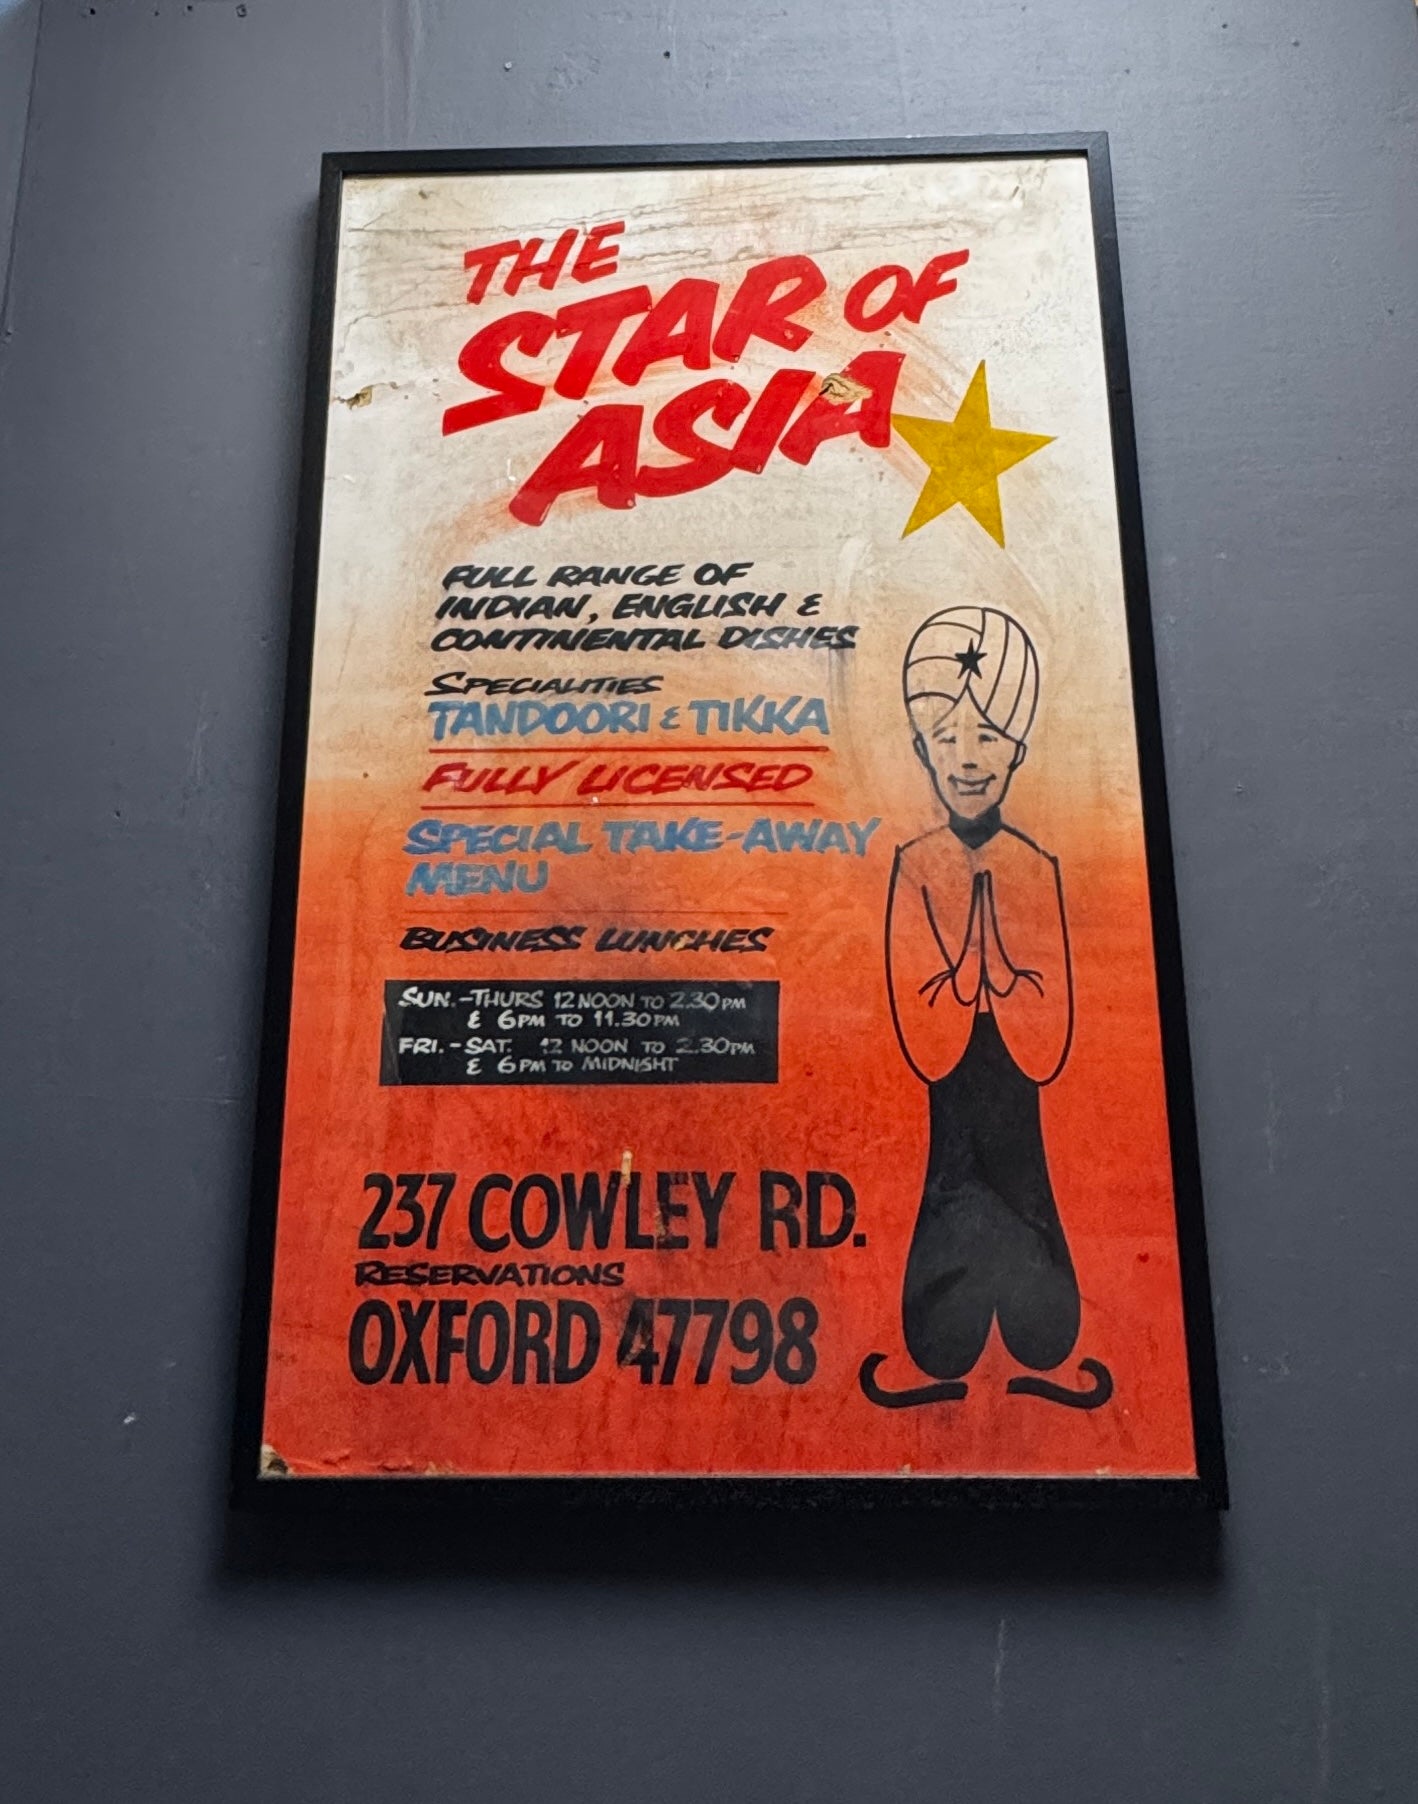 THE
STAR OF
ASIA
FULL RANGE OF
INDIAN, ENGLISH &
CONTINENTAL DISHES
SPECIALITIES
TANDOORI & TIKKA
FULLY LICENSED
SPECIAL TAKE-AWAY
MENU
BUSINESS LUNCHES
SUN.-THURS 12 NOON TO 2.30PM
& 6PM TO 11.30PM
FRI.-SAT. 12 NOON TO 2.30PM
& 6PM TO MIDNIGHT
237 COWLEY RD.
RESERVATIONS
OXFORD 47798